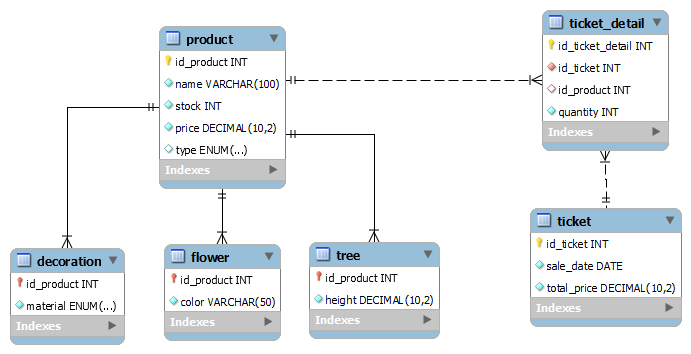 product
id_product INT
name VARCHAR(100)
stock INT
price DECIMAL(10,2)
type ENUM(...)
Indexes
ticket_detail
id_ticket_detail INT
id_ticket INT
id_product INT
quantity INT
Indexes
decoration
id_product INT
material ENUM(...)
Indexes
flower
id_product INT
color VARCHAR(50)
Indexes
tree
id_product INT
height DECIMAL(10,2)
Indexes
ticket
id_ticket INT
sale_date DATE
total_price DECIMAL(10,2)
Indexes